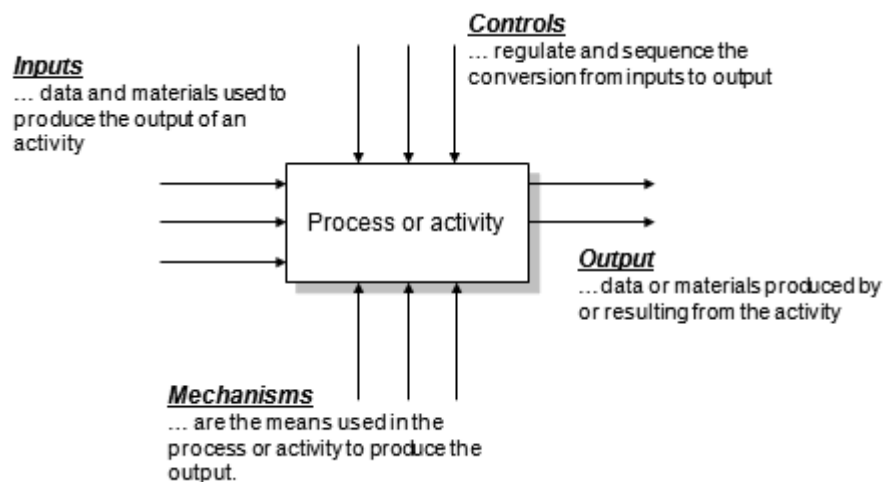 Controls
... regulate and sequence the
conversion from inputs to output
Inputs
... data and materials used to
produce the output of an
activity
Process or activity
Output
... data or materials produced by
or resulting from the activity
Mechanisms
... are the means used in the
process or activity to produce the
output.